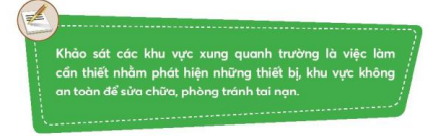 Khảo sát các khu vực xung quanh trường là việc làm
cần thiết nhằm phát hiện những thiết bị, khu vực không
an toàn để sửa chữa, phòng tránh tai nạn.